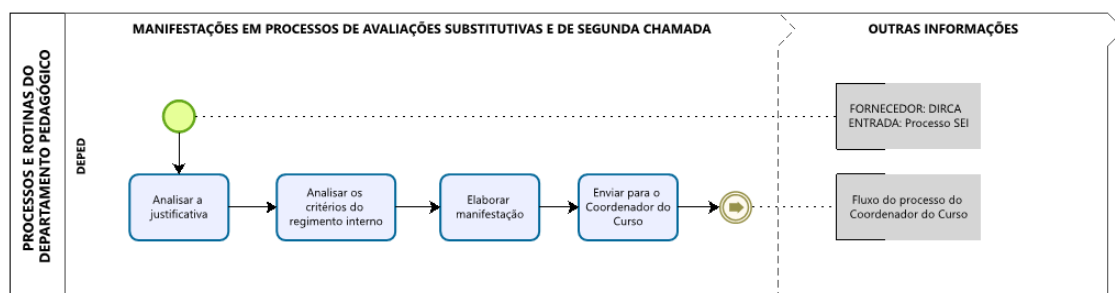 PROCESSOS E ROTINAS DO
DEPARTAMENTO PEDAGÓGICO
DEPED
MANIFESTAÇÕES EM PROCESSOS DE AVALIAÇÕES SUBSTITUTIVAS E DE SEGUNDA CHAMADA
OUTRAS INFORMAÇÕES
FORNECEDOR: DIRCA
ENTRADA: Processo SEI
Analisar a
justificativa
Analisar os
critérios do
regimento interno
Elaborar
manifestação
Enviar para o
Coordenador do
Curso
Fluxo do processo do
Coordenador do Curso